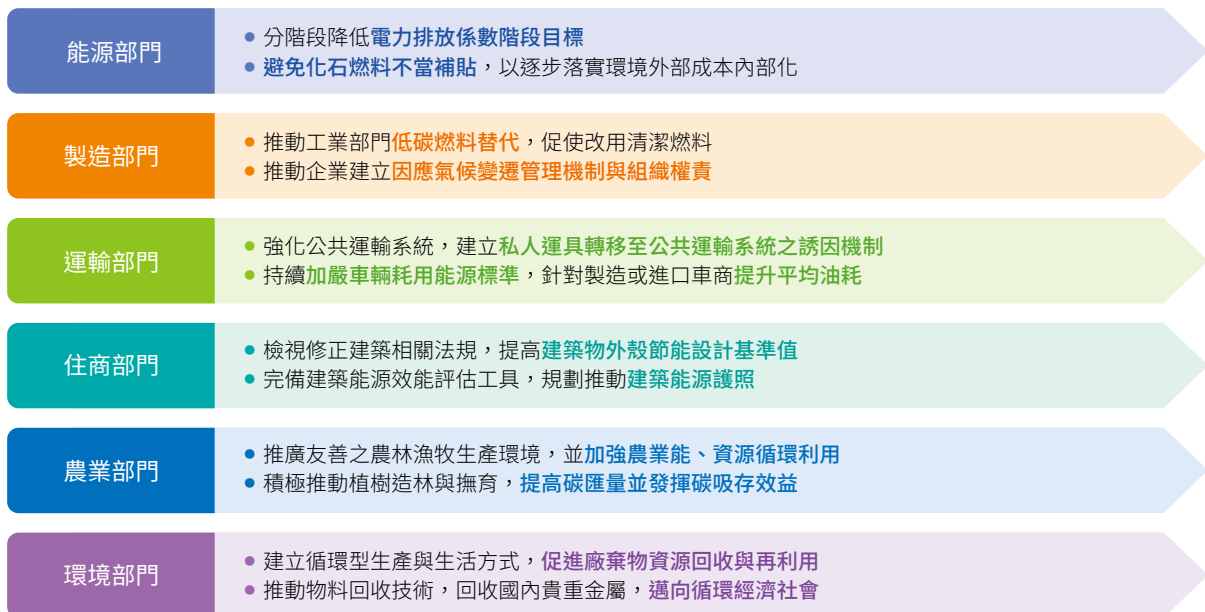 能源部門
• 分階段降低電力排放係數階段目標
• 避免化石燃料不當補貼，以逐步落實環境外部成本內部化
製造部門
• 推動工業部門低碳燃料替代，促使改用清潔燃料
• 推動企業建立因應氣候變遷管理機制與組織權責
運輸部門
• 強化公共運輸系統，建立私人運具轉移至公共運輸系統之誘因機制
• 持續加嚴車輛耗用能源標準，針對製造或進口車商提升平均油耗
住商部門
• 檢視修正建築相關法規，提高建築物外殼節能設計基準值
• 完備建築能源效能評估工具，規劃推動建築能源護照
農業部門
• 推廣友善之農林漁牧生產環境，並加強農業能、資源循環利用
• 積極推動植樹造林與撫育，提高碳匯量並發揮碳吸存效益
環境部門
• 建立循環型生產與生活方式，促進廠棄物資源回收與再利用
• 推動物料回收技術，回收國內貴重金屬，邁向循環經濟社會